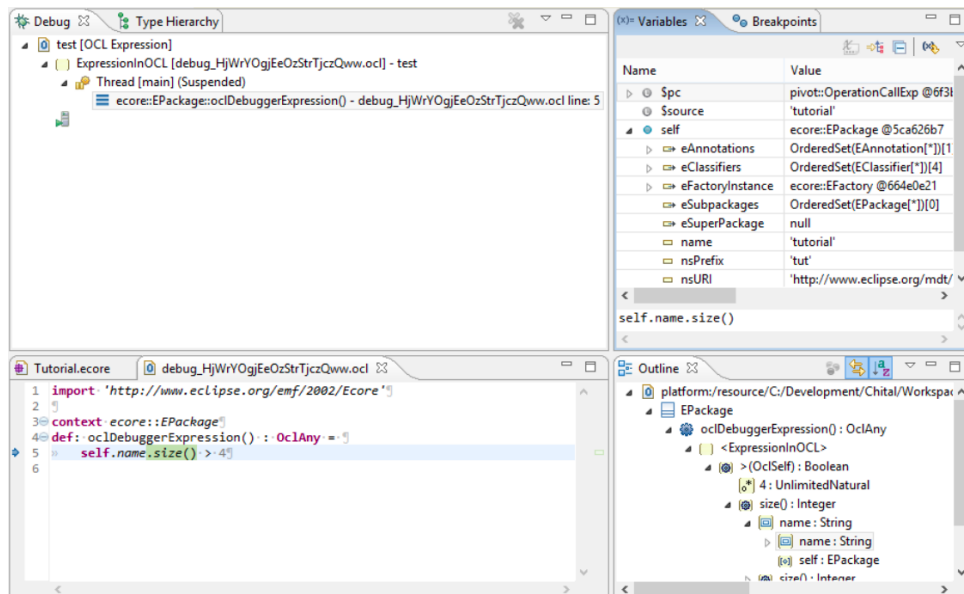 Debug
Type Hierarchy
test [OCL Expression]
ExpressionInOCL [debug_HjWrYOgjEeOzStrTjczQww.ocl] - test
Thread [main] (Suspended)
ecore::EPackage::oclDebuggerExpression() - debug_HjWrYOgjEeOzStrTjczQww.ocl line: 5
(x)= Variables
Breakpoints
Name Value
$pc pivot::OperationCallExp @6f3
$source 'tutorial'
self ecore::EPackage @5ca626b7
eAnnotations OrderedSet(EAnnotation[*])[1
eClassifiers OrderedSet(EClassifier[*])[4]
eFactoryInstance ecore::EFactory @664e0e21
eSubpackages OrderedSet(EPackage[*])[0]
eSuperPackage null
name 'tutorial'
nsPrefix 'tut'
nsURI 'http://www.eclipse.org/mdt/
self.name.size()
Tutorial.ecore
debug_HjWrYOgjEeOzStrTjczQww.ocl
1 import 'http://www.eclipse.org/emf/2002/Ecore'¶
2 ¶
3 context ecore::EPackage¶
4 def: oclDebuggerExpression() : OclAny = ¶
5 » self.name.size() > 4¶
6
Outline
platform:/resource/C:/Development/Chital/Workspac
EPackage
oclDebuggerExpression() : OclAny
<ExpressionInOCL>
>(OclSelf) : Boolean
4 : UnlimitedNatural
size() : Integer
name : String
name : String
self : EPackage
size() : Integer